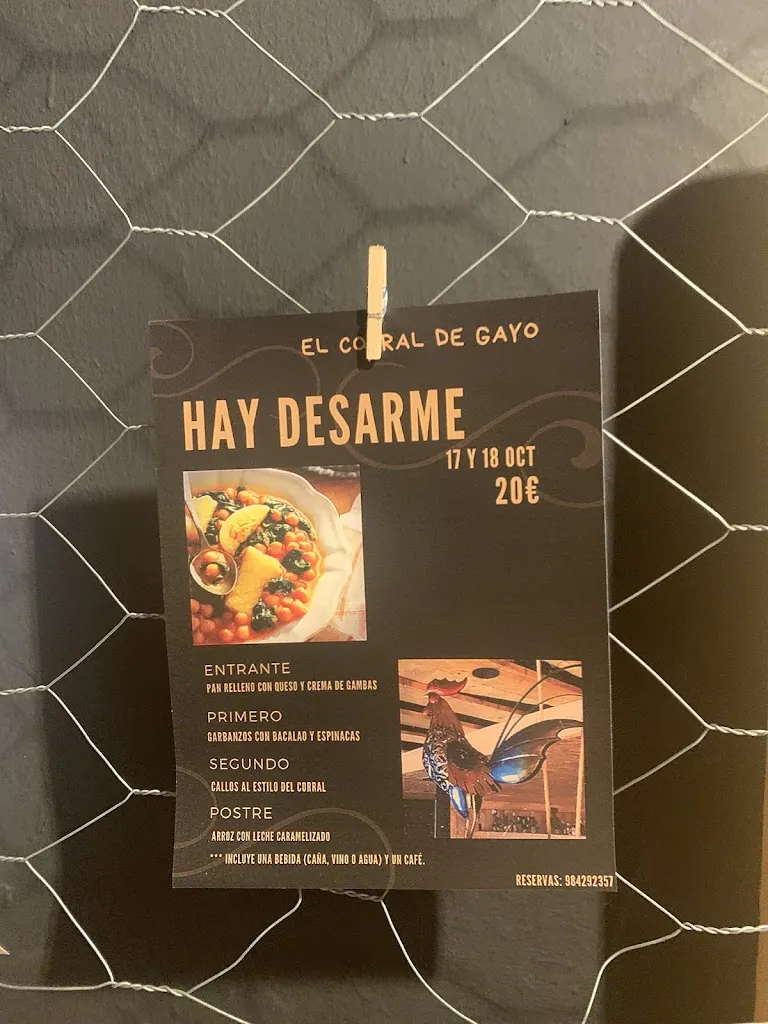 EL CORRAL DE GAYO
HAY DESARME
17 Y 18 OCT
20€
ENTRANTE
PAN RELLENO CON QUESO Y CREMA DE GAMBAS
PRIMERO
GARBANZOS CON BACALAO Y ESPINACAS
SEGUNDO
CALLOS AL ESTILO DEL CORRAL
POSTRE
ARROZ CON LECHE CARAMELIZADO
*** INCLUYE UNA BEBIDA (CAÑA, VINO O AGUA) Y UN CAFÉ.
RESERVAS: 984292357